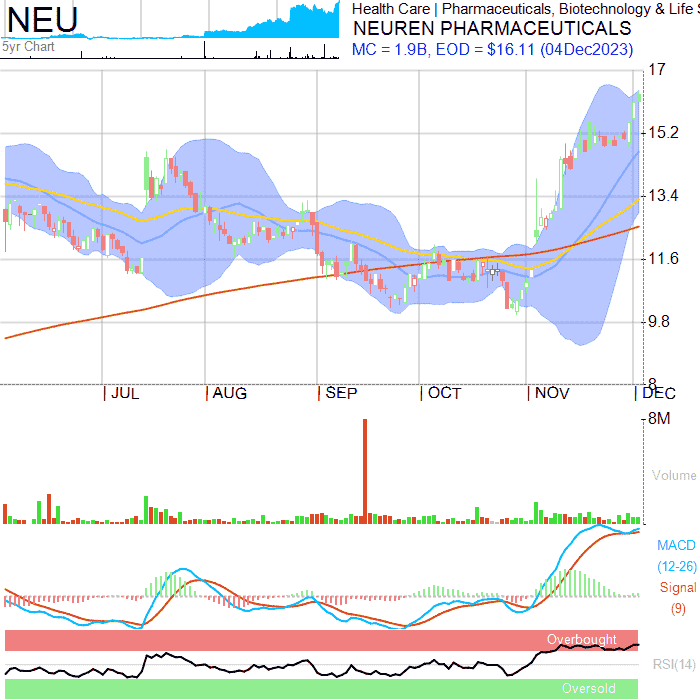 NEU
5yr Chart
Health Care | Pharmaceuticals, Biotechnology & Life
NEUREN PHARMACEUTICALS
MC = 1.9B, EOD = $16.11 (04Dec2023)
17
15.2
13.4
11.6
9.8
8
JUL AUG SEP OCT NOV DEC
8M
Volume
MACD
(12-26)
Signal
(9)
Overbought
RSI(14)
Oversold